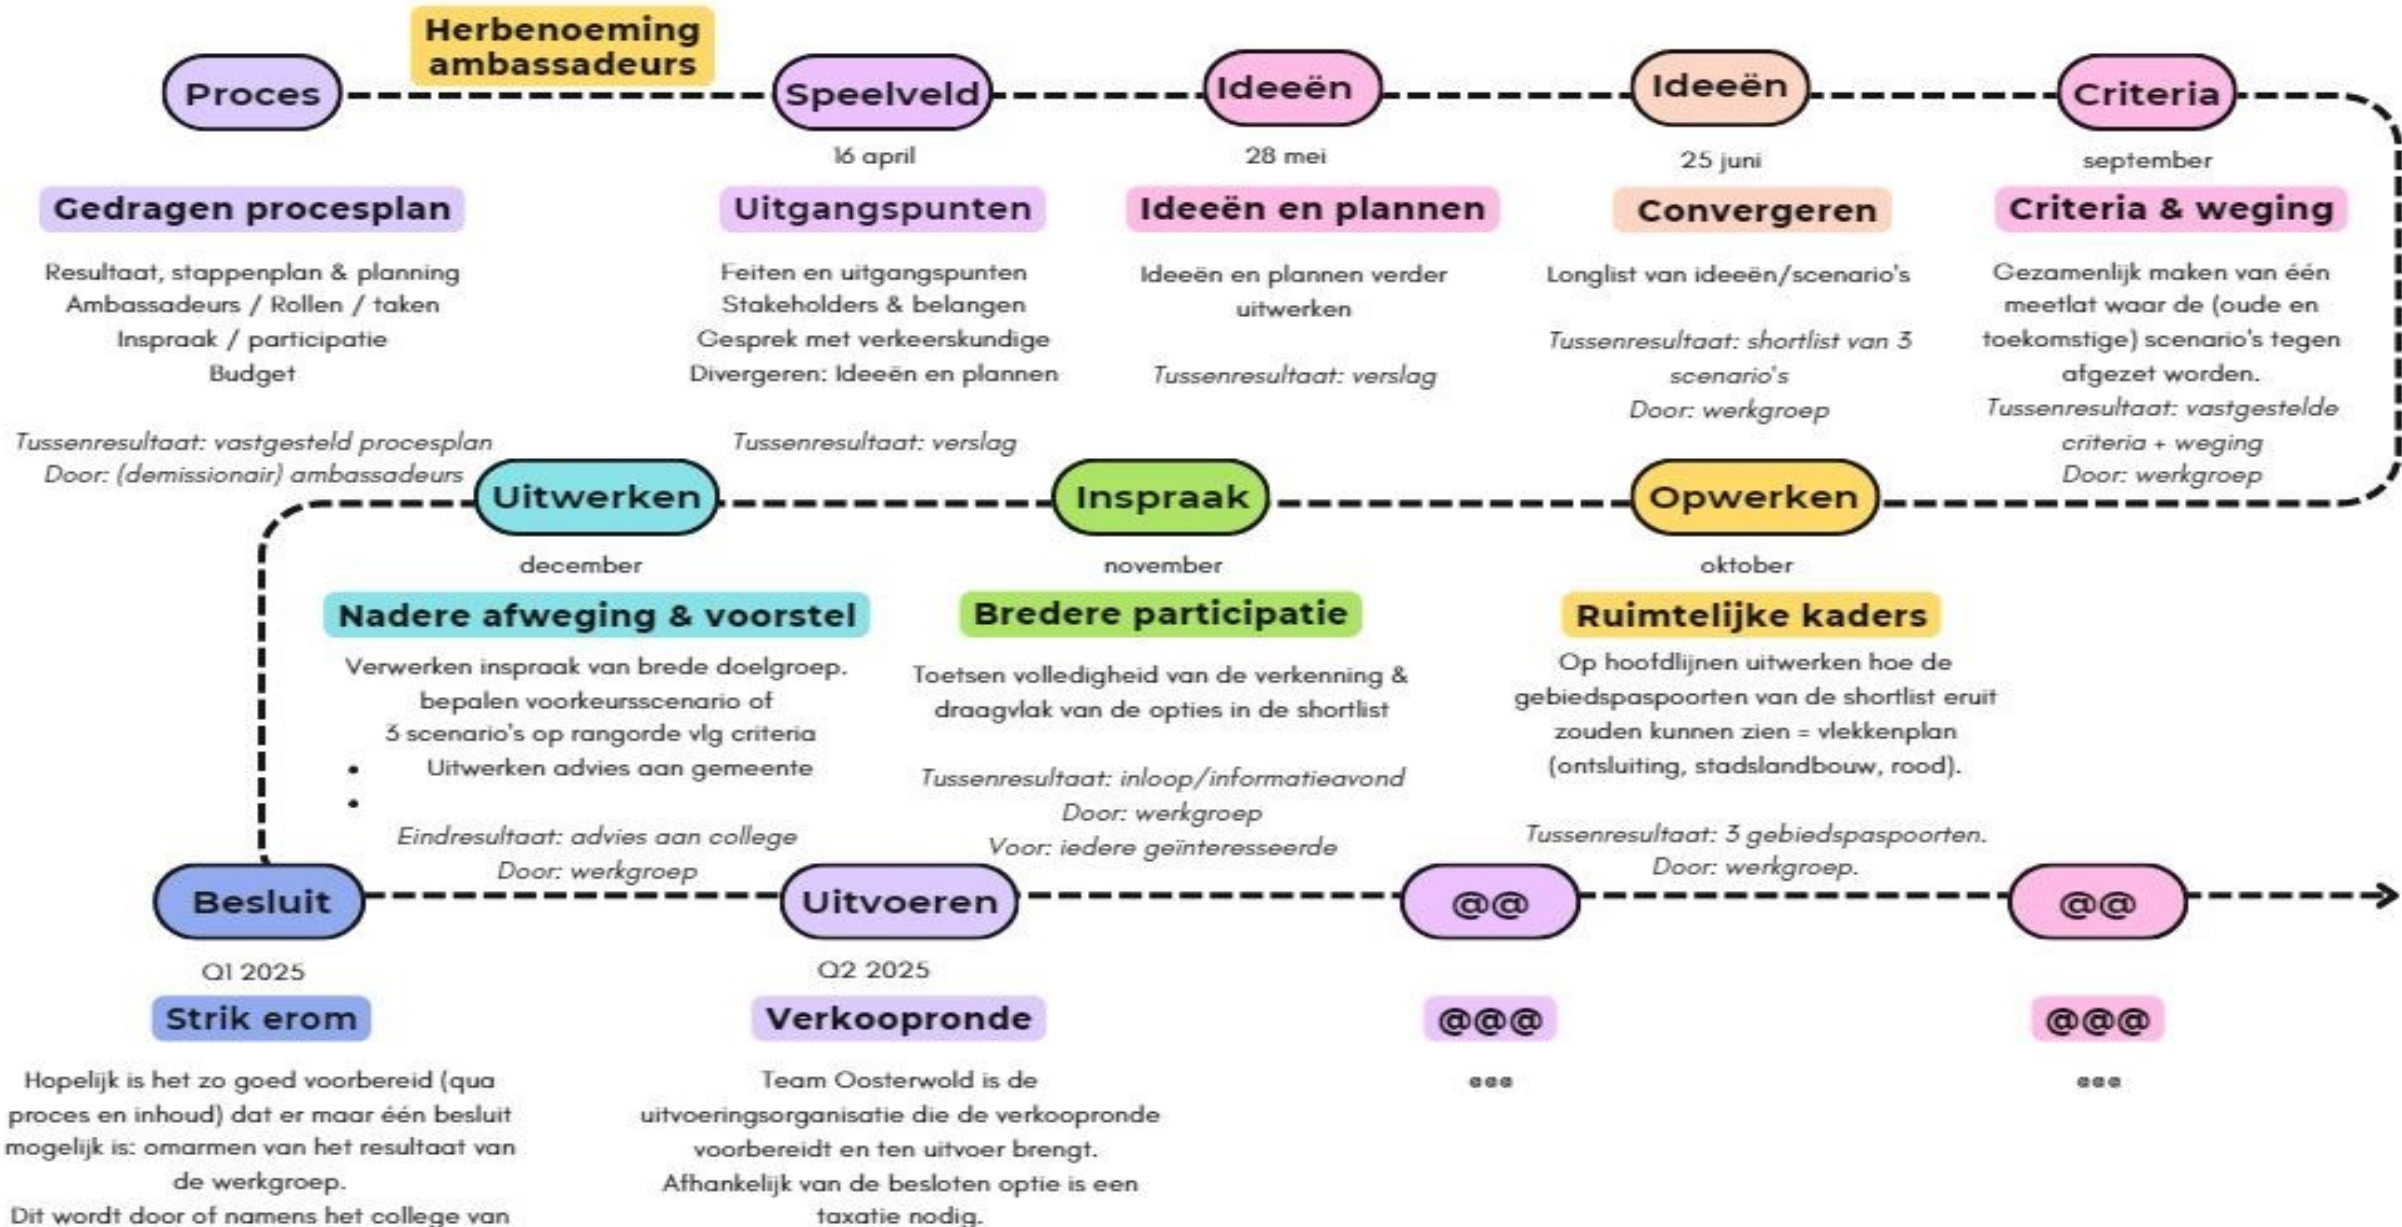 Herbenoeming
ambassadeurs
Proces
Gedragen procesplan
Resultaat, stappenplan & planning
Ambassadeurs / Rollen / taken
Inspraak / participatie
Budget
Tussenresultaat: vastgesteld procesplan
Door: (demissionair) ambassadeurs
Speelveld
16 april
Uitgangspunten
Feiten en uitgangspunten
Stakeholders & belangen
Gesprek met verkeerskundige
Divergeren: Ideeën en plannen
Tussenresultaat: verslag
Ideeën
28 mei
Ideeën en plannen
Ideeën en plannen verder
uitwerken
Tussenresultaat: verslag
Ideeën
25 juni
Convergeren
Longlist van ideeën/scenario's
Tussenresultaat: shortlist van 3
scenario's
Door: werkgroep
Criteria
september
Criteria & weging
Gezamenlijk maken van één
meetlat waar de (oude en
toekomstige) scenario's tegen
afgezet worden.
Tussenresultaat: vastgestelde
criteria + weging
Door: werkgroep
Uitwerken
december
Nadere afweging & voorstel
Verwerken inspraak van brede doelgroep.
bepalen voorkeursscenario of
3 scenario's op rangorde vlg criteria
• Uitwerken advies aan gemeente
•
Eindresultaat: advies aan college
Door: werkgroep
Inspraak
november
Bredere participatie
Toetsen volledigheid van de verkenning &
draagvlak van de opties in de shortlist
Tussenresultaat: inloop/informatieavond
Door: werkgroep
Voor: iedere geïnteresseerde
Opwerken
oktober
Ruimtelijke kaders
Op hoofdlijnen uitwerken hoe de
gebiedspaspoorten van de shortlist eruit
zouden kunnen zien = vlekkenplan
(ontsluiting, stadslandbouw, rood).
Tussenresultaat: 3 gebiedspaspoorten.
Door: werkgroep.
Besluit
Q1 2025
Strik erom
Hopelijk is het zo goed voorbereid (qua
proces en inhoud) dat er maar één besluit
mogelijk is: omarmen van het resultaat van
de werkgroep.
Dit wordt door of namens het college van
Uitvoeren
Q2 2025
Verkoopronde
Team Oosterwold is de
uitvoeringsorganisatie die de verkoopronde
voorbereidt en ten uitvoer brengt.
Afhankelijk van de besloten optie is een
taxatie nodig.
@@
@@@
@@@
@@
@@@
@@@